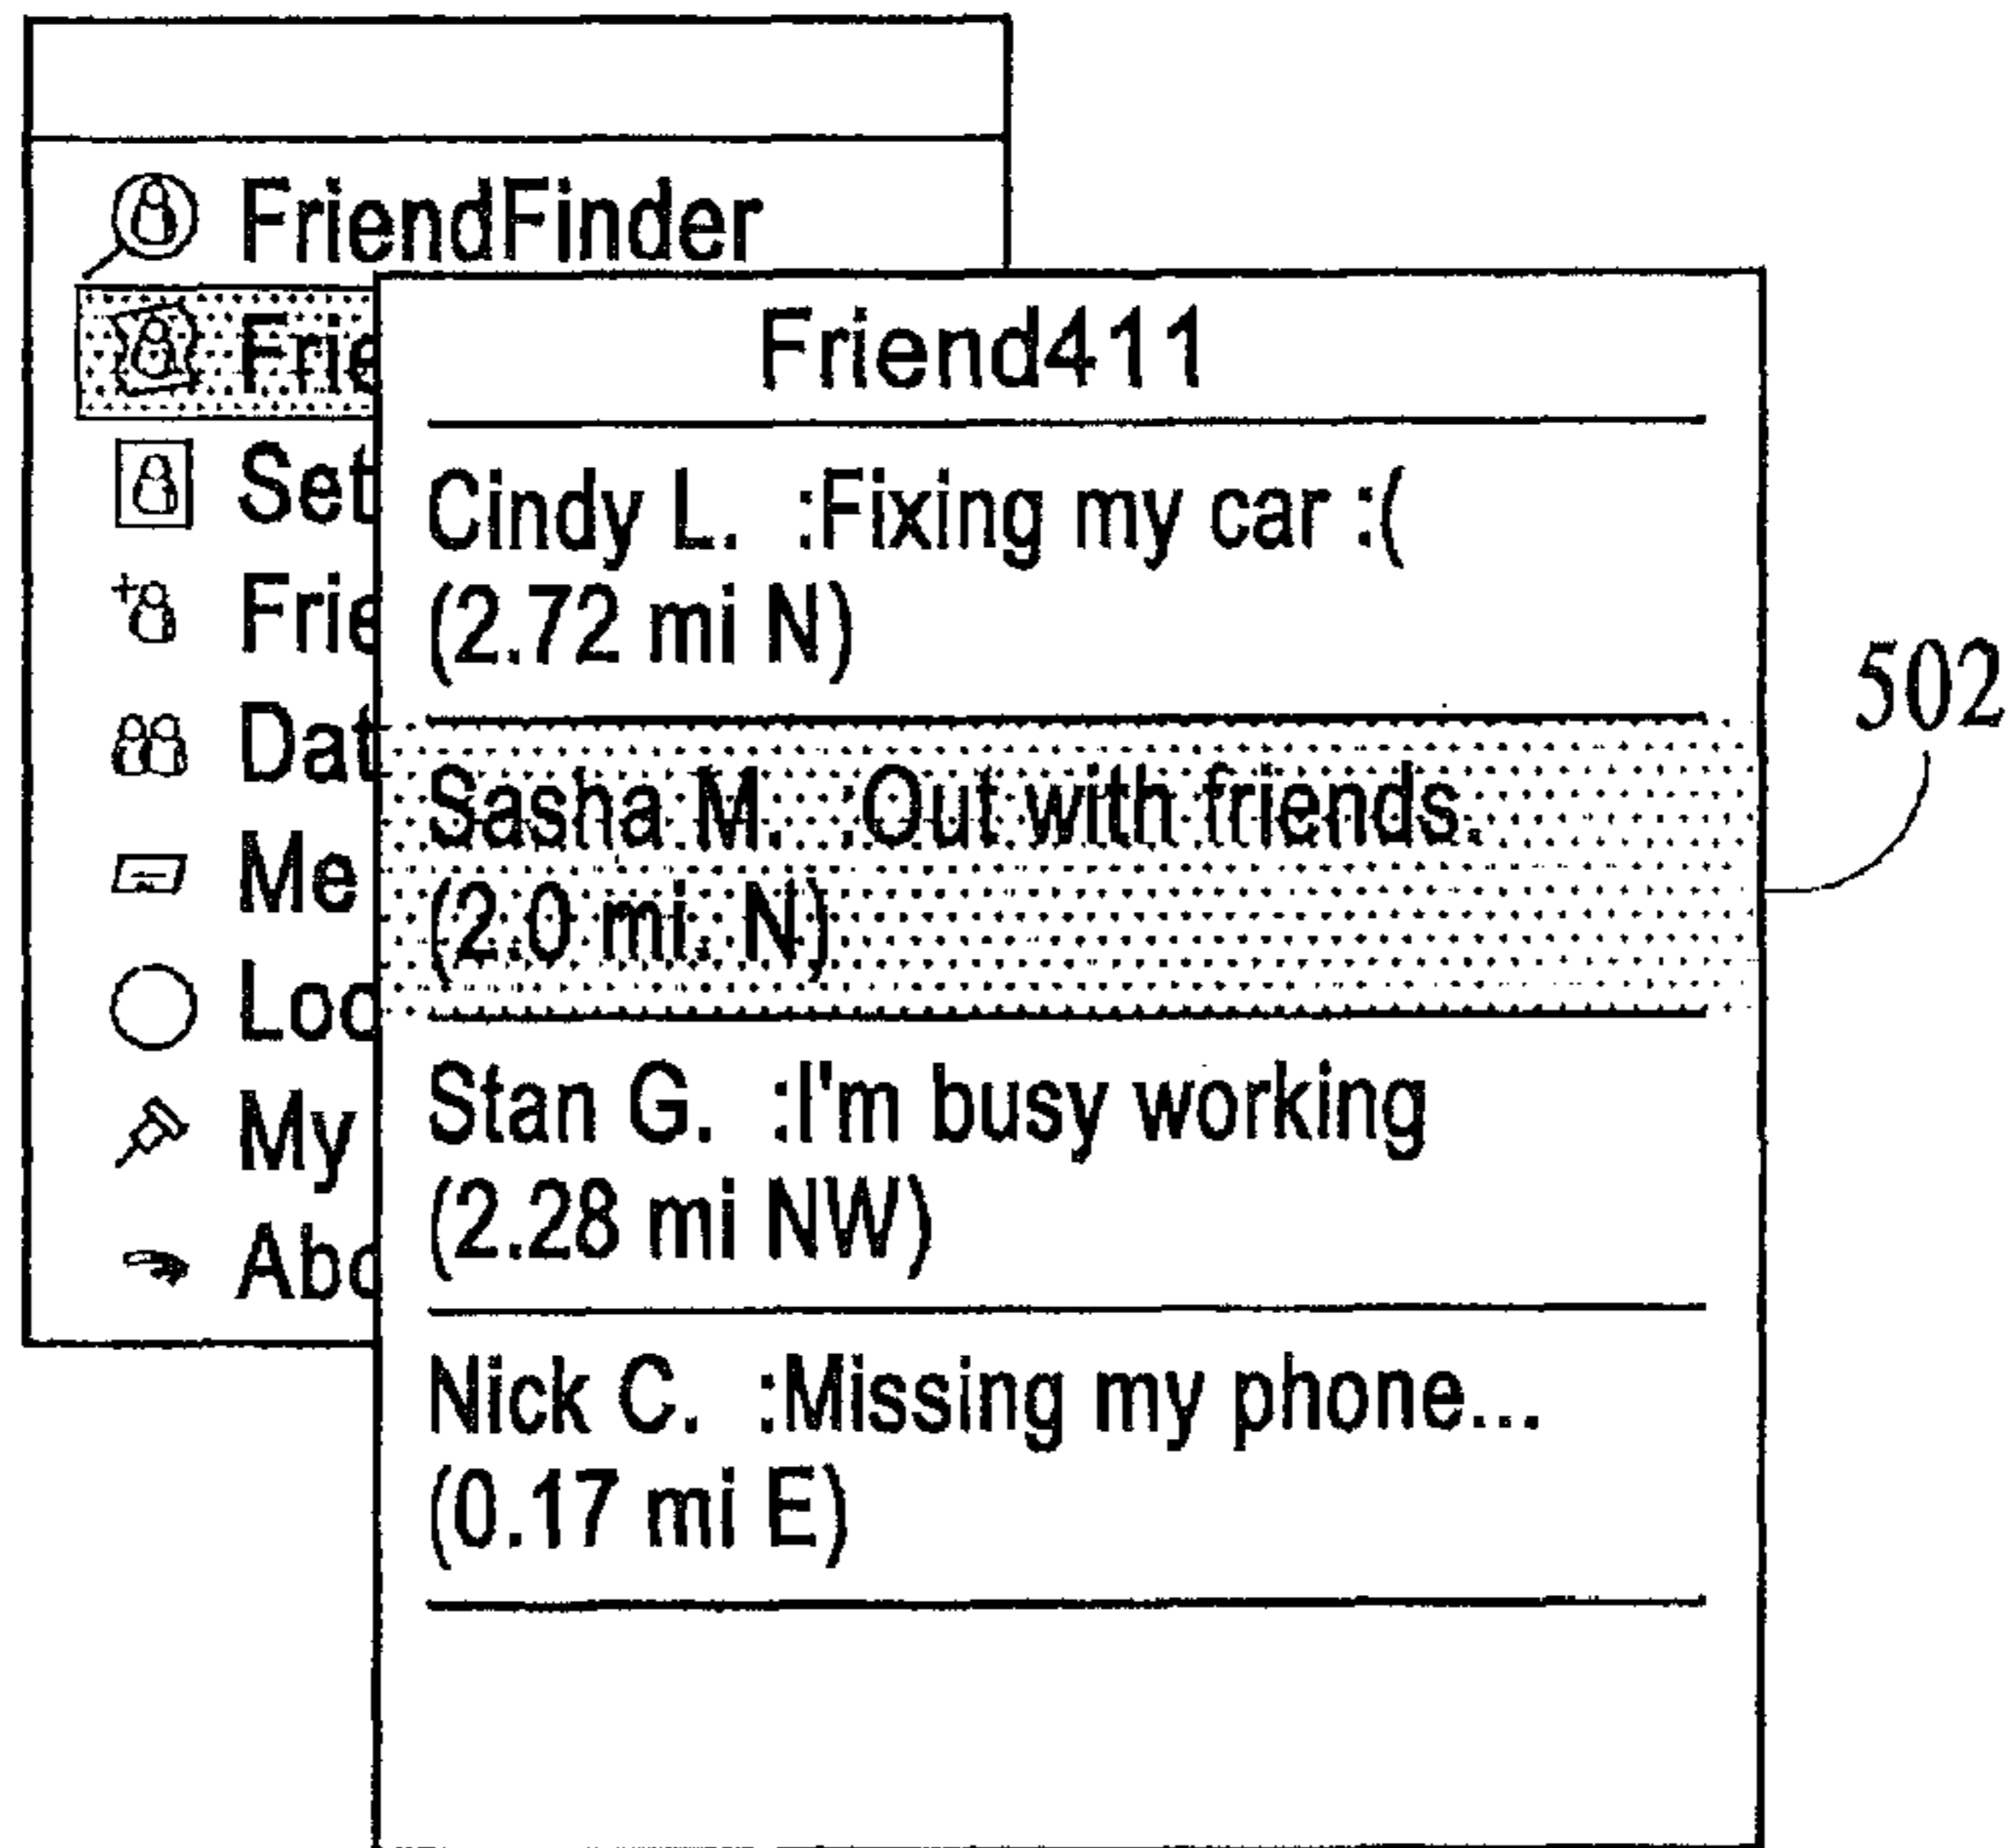 FriendFinder
Frie
Set
Frie
Dat
Me
Loc
My
Abo
Friend411
Cindy L. :Fixing my car :(
(2.72 mi N)
Sasha M. :Out with friends.
(2.0 mi. N)
Stan G. :I'm busy working
(2.28 mi NW)
Nick C. :Missing my phone...
(0.17 mi E)
502